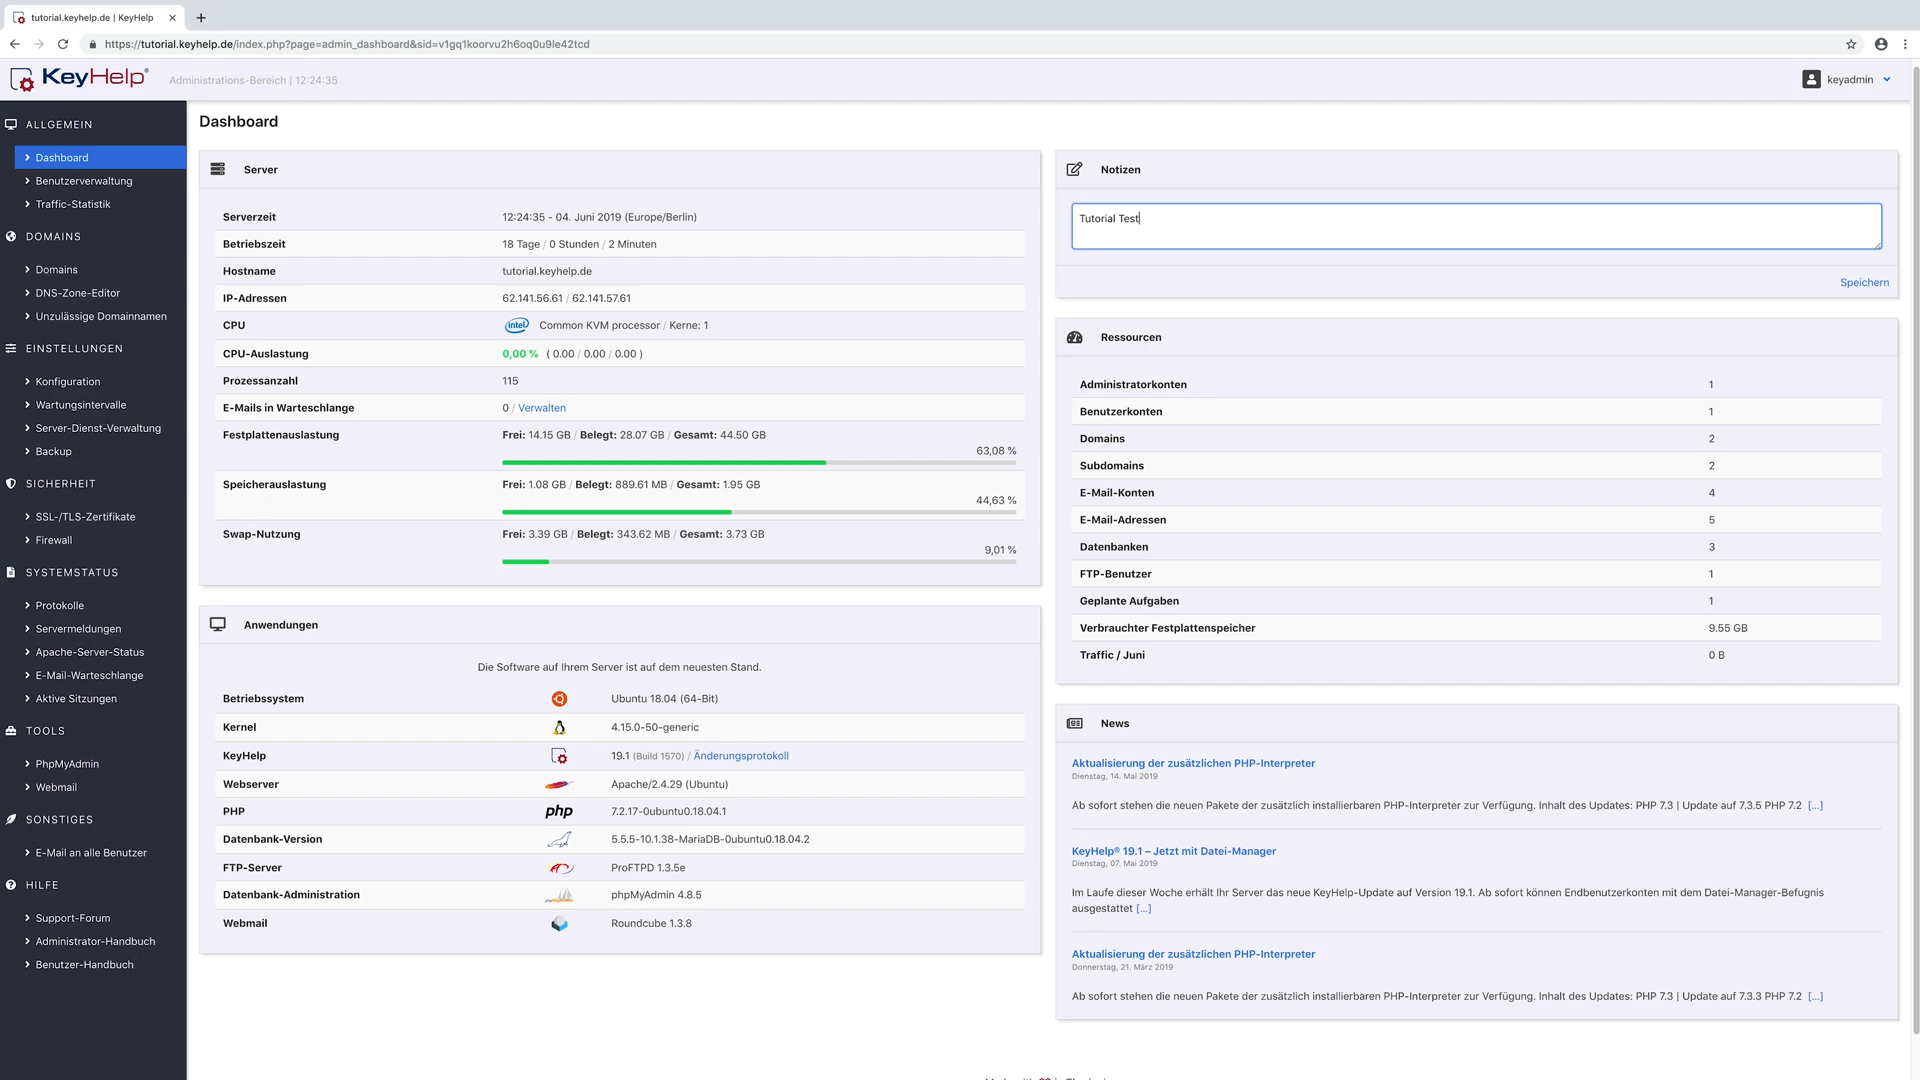 tutorial.keyhelp.de | KeyHelp
https://tutorial.keyhelp.de/index.php?page=admin_dashboard&sid=v1gq1koorvu2h6oq0u9le42tcd
KeyHelp® Administrations-Bereich | 12:24:35
keyadmin
ALLGEMEIN
Dashboard
Benutzerverwaltung
Traffic-Statistik
DOMAINS
Domains
DNS-Zone-Editor
Unzulässige Domainnamen
EINSTELLUNGEN
Konfiguration
Wartungsintervalle
Server-Dienst-Verwaltung
Backup
SICHERHEIT
SSL-/TLS-Zertifikate
Firewall
SYSTEMSTATUS
Protokolle
Servermeldungen
Apache-Server-Status
E-Mail-Warteschlange
Aktive Sitzungen
TOOLS
PhpMyAdmin
Webmail
SONSTIGES
E-Mail an alle Benutzer
HILFE
Support-Forum
Administrator-Handbuch
Benutzer-Handbuch
Dashboard
Server
Serverzeit 12:24:35 - 04. Juni 2019 (Europe/Berlin)
Betriebszeit 18 Tage / 0 Stunden / 2 Minuten
Hostname tutorial.keyhelp.de
IP-Adressen 62.141.56.61 / 62.141.57.61
CPU intel Common KVM processor / Kerne: 1
CPU-Auslastung 0,00 % ( 0.00 / 0.00 / 0.00 )
Prozessanzahl 115
E-Mails in Warteschlange 0 / Verwalten
Festplattenauslastung Frei: 14.15 GB / Belegt: 28.07 GB / Gesamt: 44.50 GB
63,08 %
Speicherauslastung Frei: 1.08 GB / Belegt: 889.61 MB / Gesamt: 1.95 GB
44,63 %
Swap-Nutzung Frei: 3.39 GB / Belegt: 343.62 MB / Gesamt: 3.73 GB
9,01 %
Anwendungen
Die Software auf Ihrem Server ist auf dem neuesten Stand.
Betriebssystem Ubuntu 18.04 (64-Bit)
Kernel 4.15.0-50-generic
KeyHelp 19.1 (Build 1570) / Änderungsprotokoll
Webserver Apache/2.4.29 (Ubuntu)
PHP php 7.2.17-0ubuntu0.18.04.1
Datenbank-Version 5.5.5-10.1.38-MariaDB-0ubuntu0.18.04.2
FTP-Server ProFTPD 1.3.5e
Datenbank-Administration phpMyAdmin 4.8.5
Webmail Roundcube 1.3.8
Notizen
Tutorial Test
Speichern
Ressourcen
Administratorkonten 1
Benutzerkonten 1
Domains 2
Subdomains 2
E-Mail-Konten 4
E-Mail-Adressen 5
Datenbanken 3
FTP-Benutzer 1
Geplante Aufgaben 1
Verbrauchter Festplattenspeicher 9.55 GB
Traffic / Juni 0 B
News
Aktualisierung der zusätzlichen PHP-Interpreter
Dienstag, 14. Mai 2019
Ab sofort stehen die neuen Pakete der zusätzlich installierbaren PHP-Interpreter zur Verfügung. Inhalt des Updates: PHP 7.3 | Update auf 7.3.5 PHP 7.2 [...]
KeyHelp® 19.1 – Jetzt mit Datei-Manager
Dienstag, 07. Mai 2019
Im Laufe dieser Woche erhält Ihr Server das neue KeyHelp-Update auf Version 19.1. Ab sofort können Endbenutzerkonten mit dem Datei-Manager-Befugnis
ausgestattet [...]
Aktualisierung der zusätzlichen PHP-Interpreter
Donnerstag, 21. März 2019
Ab sofort stehen die neuen Pakete der zusätzlich installierbaren PHP-Interpreter zur Verfügung. Inhalt des Updates: PHP 7.3 | Update auf 7.3.3 PHP 7.2 [...]